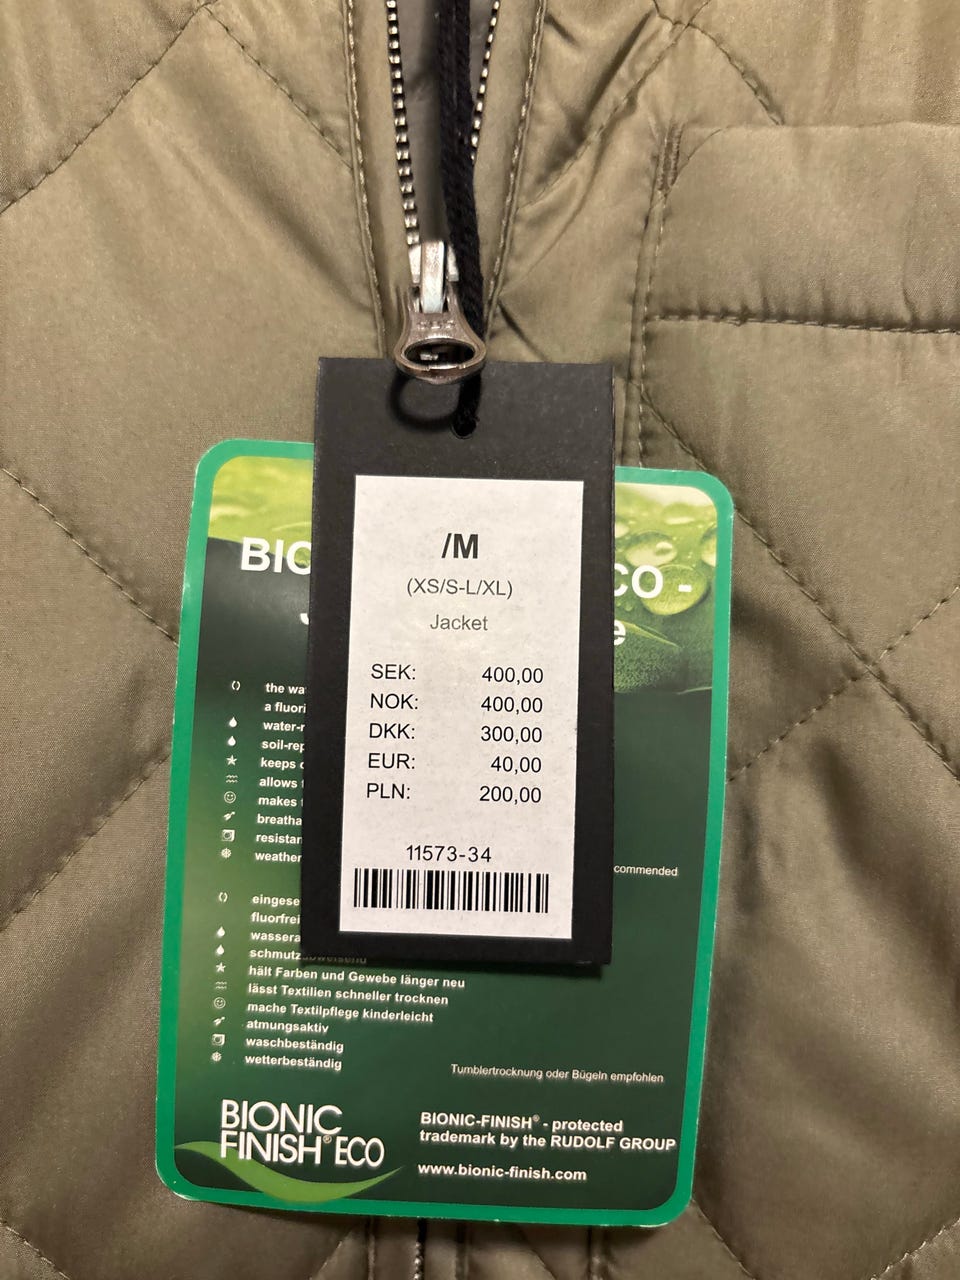 /M
(XS/S-L/XL)
Jacket
SEK: 400,00
NOK: 400,00
DKK: 300,00
EUR: 40,00
PLN: 200,00
11573-34
BIO CO -
e
the wa
a fluori
water-r
soil-rep
keeps
allows
makes
breatha
resistan
weather
commended
eingese
fluorfrei
wassera
schmutzabweisend
hält Farben und Gewebe länger neu
lässt Textilien schneller trocknen
mache Textilpflege kinderleicht
atmungsaktiv
waschbeständig
wetterbeständig
Tumblertrocknung oder Bügeln empfohlen
BIONIC
FINISH® ECO
BIONIC-FINISH® - protected
trademark by the RUDOLF GROUP
www.bionic-finish.com